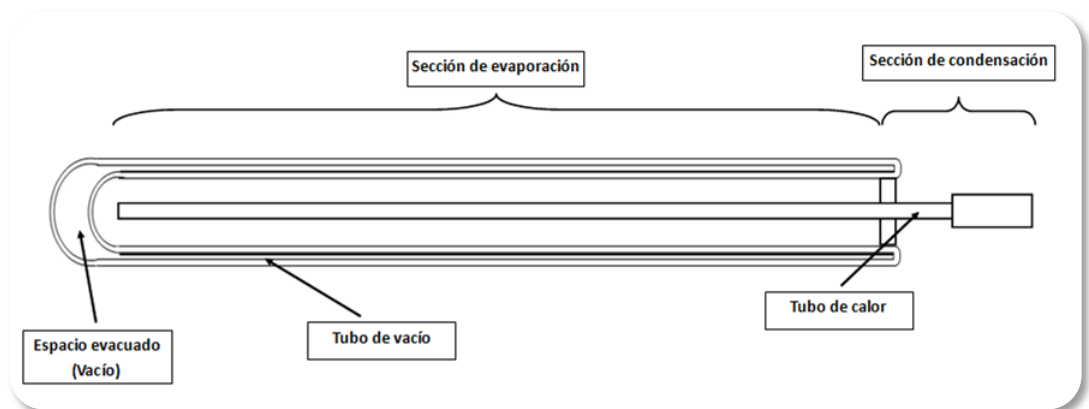 Sección de evaporación
Sección de condensación
Tubo de calor
Tubo de vacío
Espacio evacuado
(Vacío)